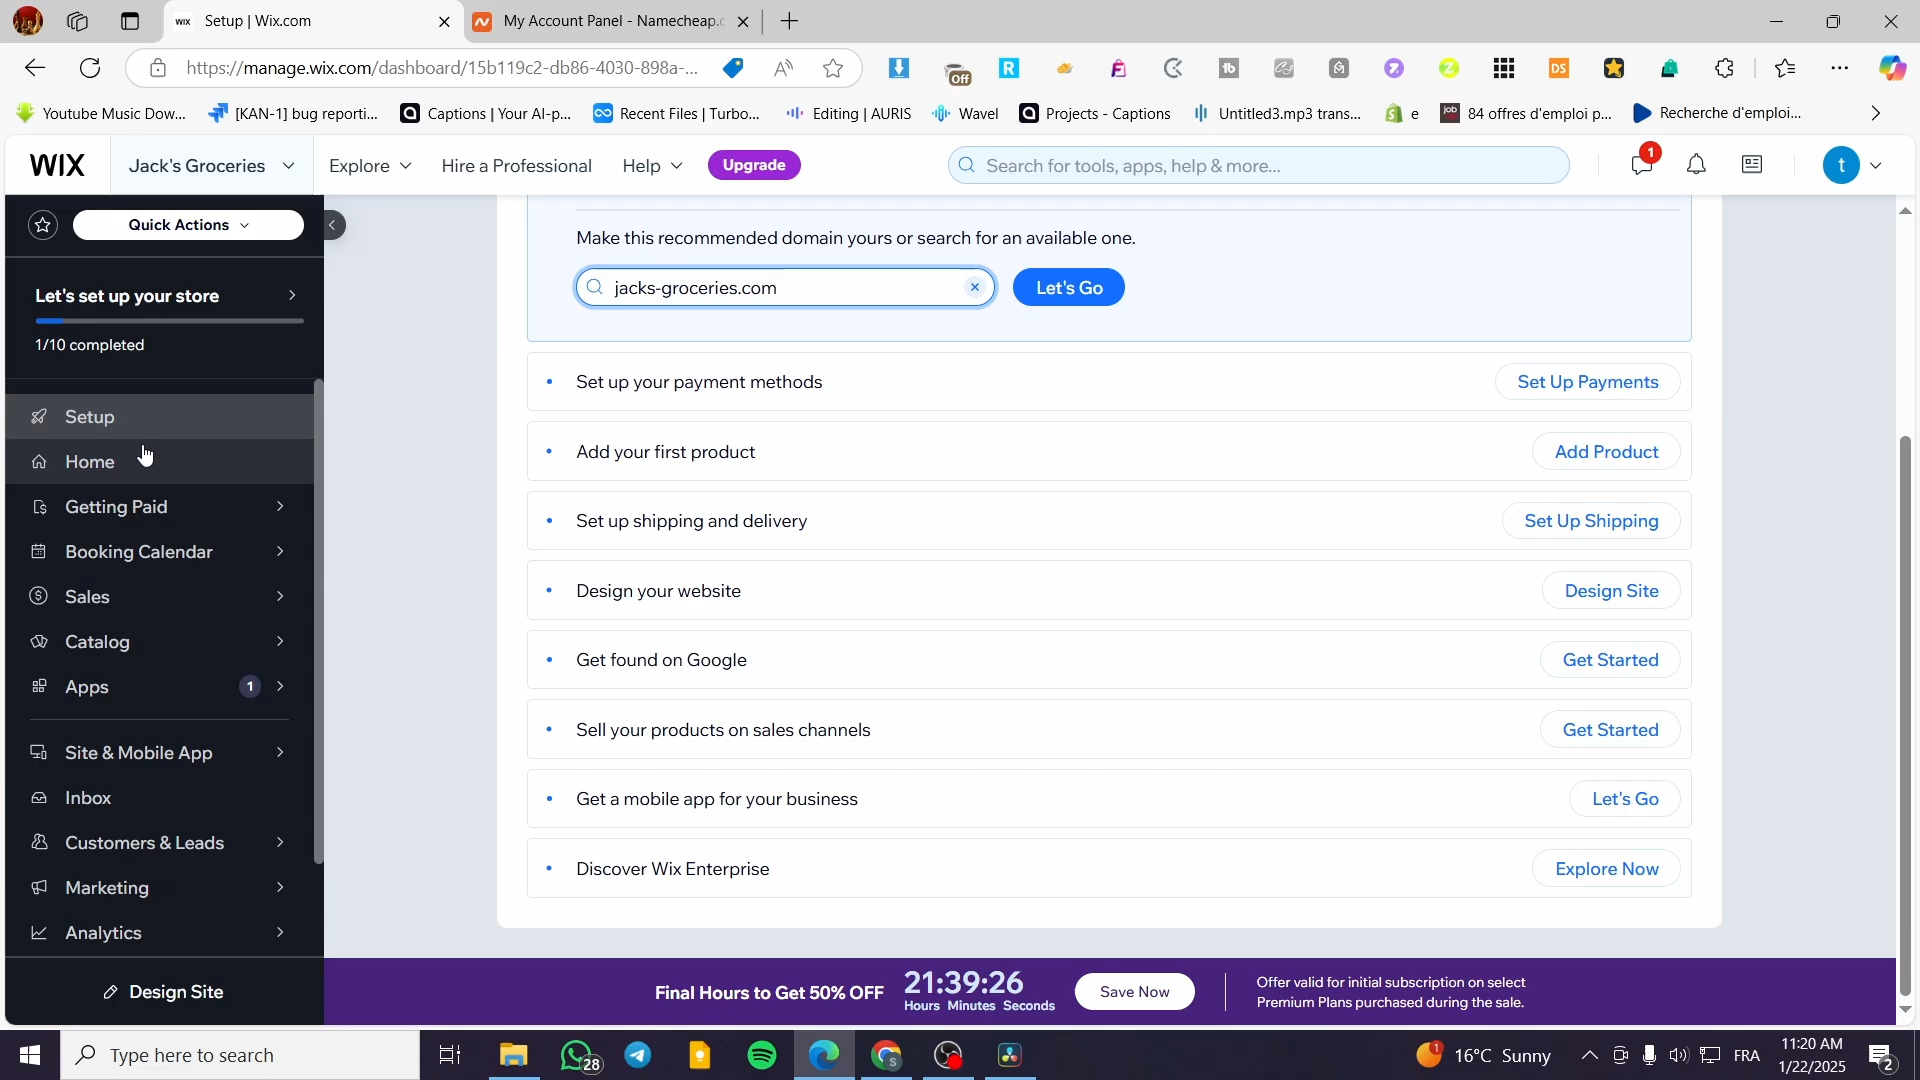 wix Setup | Wix.com
My Account Panel - Namecheap.c
https://manage.wix.com/dashboard/15b119c2-db86-4030-898a-...
Off
R
tb
DS
Youtube Music Dow...
[KAN-1] bug reporti...
Captions | Your AI-p...
Recent Files | Turbo...
Editing | AURIS
Wavel
Projects - Captions
Untitled3.mp3 trans...
e
job 84 offres d'emploi p...
Recherche d'emploi...
WIX
Jack's Groceries
Explore
Hire a Professional
Help
Upgrade
Search for tools, apps, help & more...
1
t
Quick Actions
Let's set up your store
1/10 completed
Setup
Home
Getting Paid
Booking Calendar
Sales
Catalog
Apps 1
Site & Mobile App
Inbox
Customers & Leads
Marketing
Analytics
Design Site
Make this recommended domain yours or search for an available one.
jacks-groceries.com
Let's Go
Set up your payment methods
Set Up Payments
Add your first product
Add Product
Set up shipping and delivery
Set Up Shipping
Design your website
Design Site
Get found on Google
Get Started
Sell your products on sales channels
Get Started
Get a mobile app for your business
Let's Go
Discover Wix Enterprise
Explore Now
Final Hours to Get 50% OFF
21:39:26
Hours Minutes Seconds
Save Now
Offer valid for initial subscription on select
Premium Plans purchased during the sale.
Type here to search
28
S
1
16°C Sunny
FRA
11:20 AM
1/22/2025
2